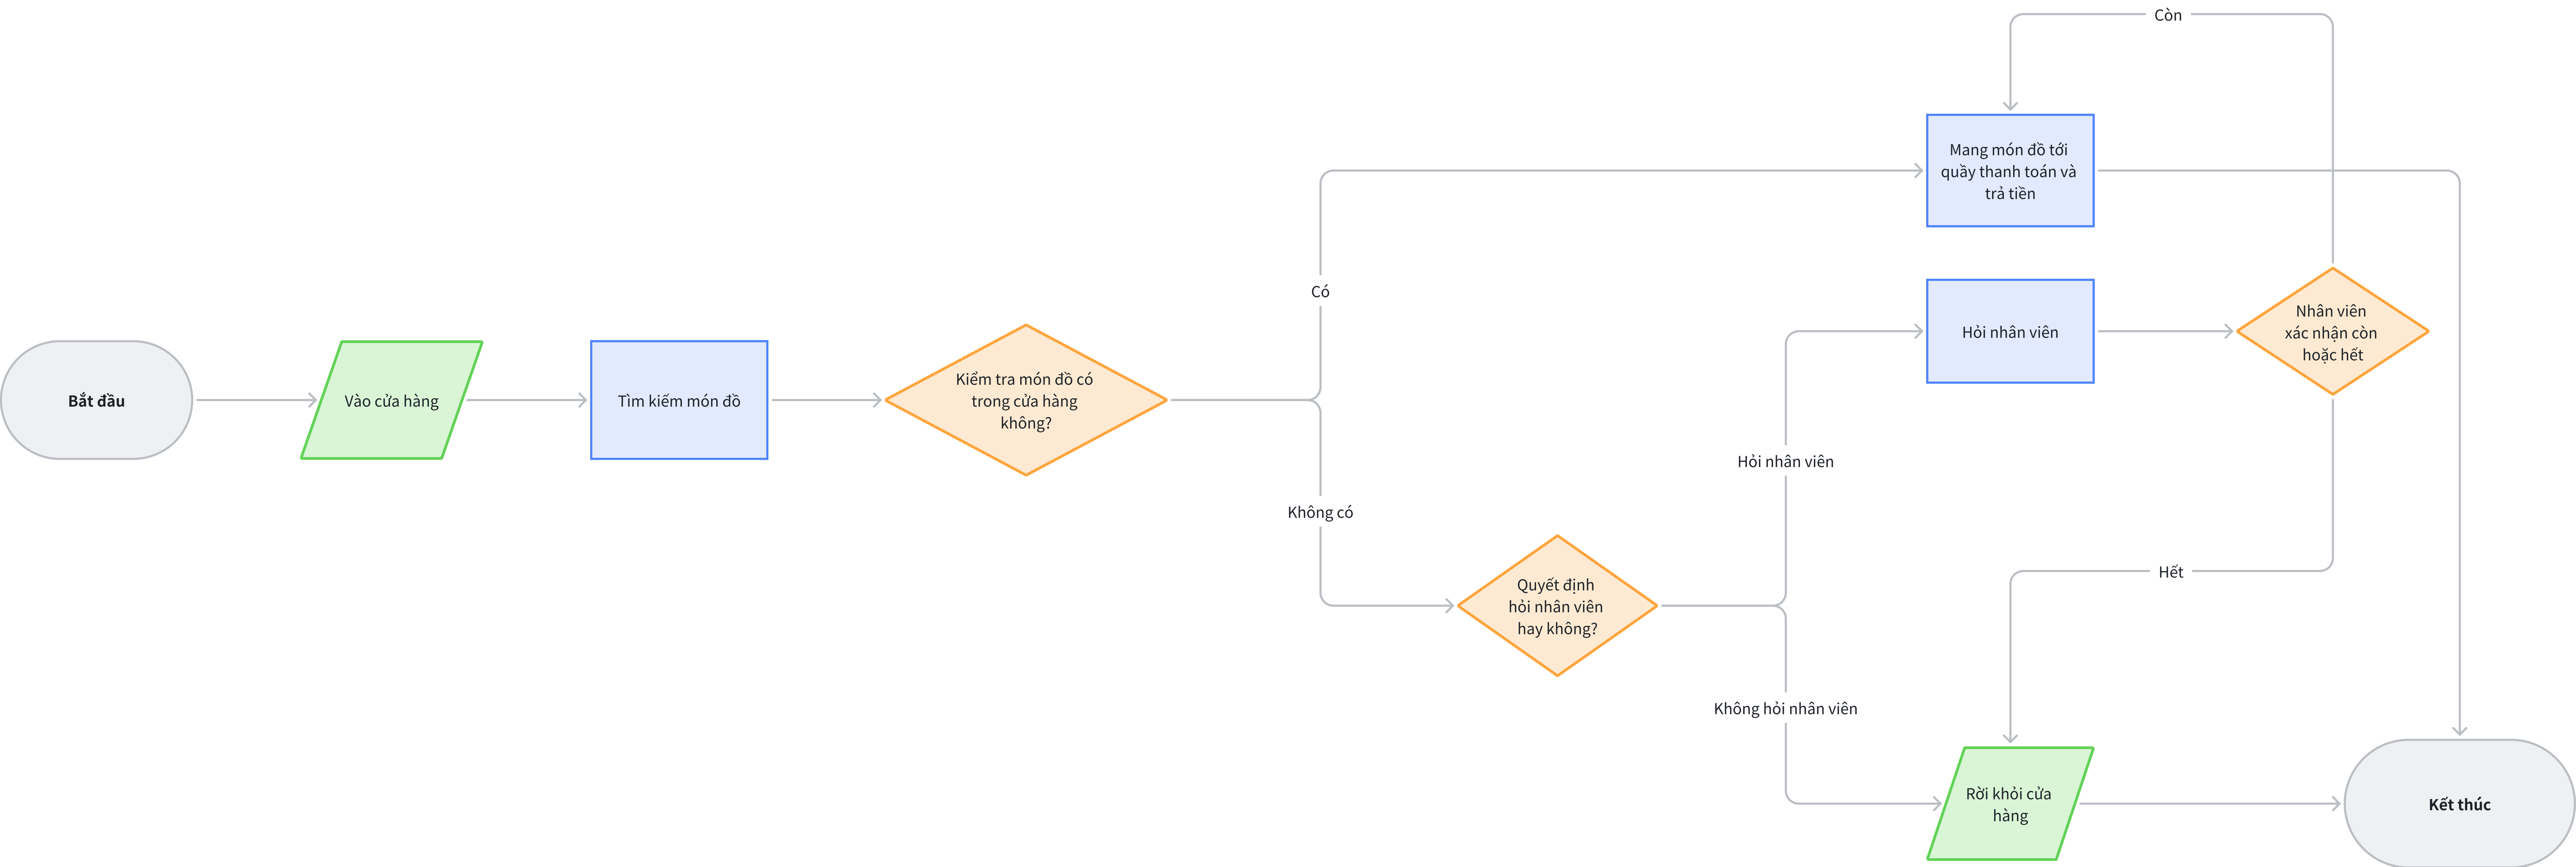 Bắt đầu
Vào cửa hàng
Tìm kiếm món đồ
Kiểm tra món đồ có
trong cửa hàng
không?
Có
Không có
Mang món đồ tới
quầy thanh toán và
trả tiền
Quyết định
hỏi nhân viên
hay không?
Hỏi nhân viên
Không hỏi nhân viên
Hỏi nhân viên
Nhân viên
xác nhận còn
hoặc hết
Còn
Hết
Rời khỏi cửa
hàng
Kết thúc